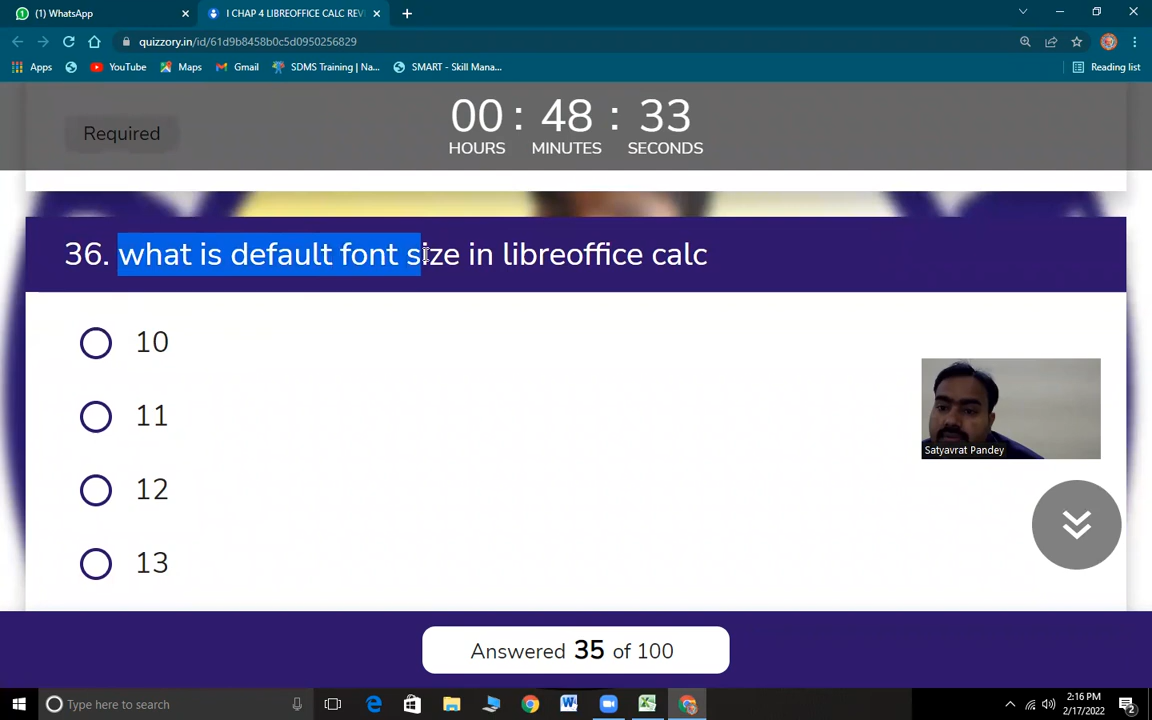 (1) WhatsApp
I CHAP 4 LIBREOFFICE CALC REV
quizzory.in/id/61d9b8458b0c5d0950256829
Apps
YouTube
Maps
Gmail
SDMS Training | Na...
SMART - Skill Mana...
Reading list
Required
00 : 48 : 33
HOURS MINUTES SECONDS
36. what is default font size in libreoffice calc
10
11
12
13
Satyavrat Pandey
Answered 35 of 100
Type here to search
2:16 PM
2/17/2022
2